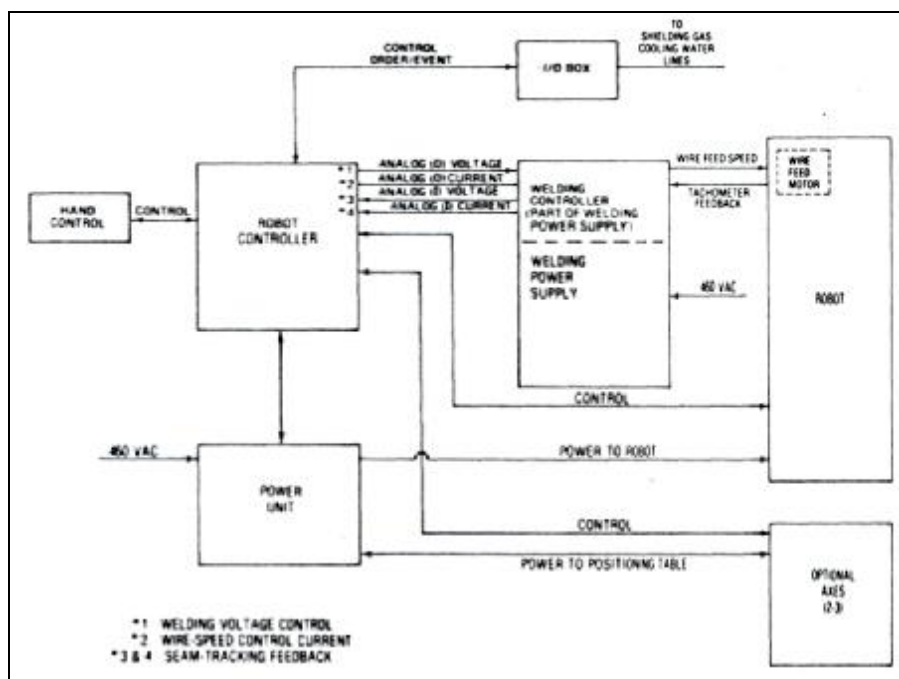 TO
SHIELDING GAS
COOLING WATER
LINES
CONTROL
ORDER/EVENT
I/O BOX
*1 ANALOG (O) VOLTAGE
*2 ANALOG (O) CURRENT
*3 ANALOG (I) VOLTAGE
*4 ANALOG (I) CURRENT
WIRE FEED SPEED
TACHOMETER
FEEDBACK
WIRE
FEED
MOTOR
HAND
CONTROL
CONTROL
ROBOT
CONTROLLER
WELDING
CONTROLLER
(PART OF WELDING
POWER SUPPLY)
WELDING
POWER
SUPPLY
460 VAC
ROBOT
CONTROL
460 VAC
POWER TO ROBOT
POWER
UNIT
CONTROL
POWER TO POSITIONING TABLE
OPTIONAL
AXES
(2-3)
*1 WELDING VOLTAGE CONTROL
*2 WIRE-SPEED CONTROL CURRENT
*3 & 4 SEAM-TRACKING FEEDBACK